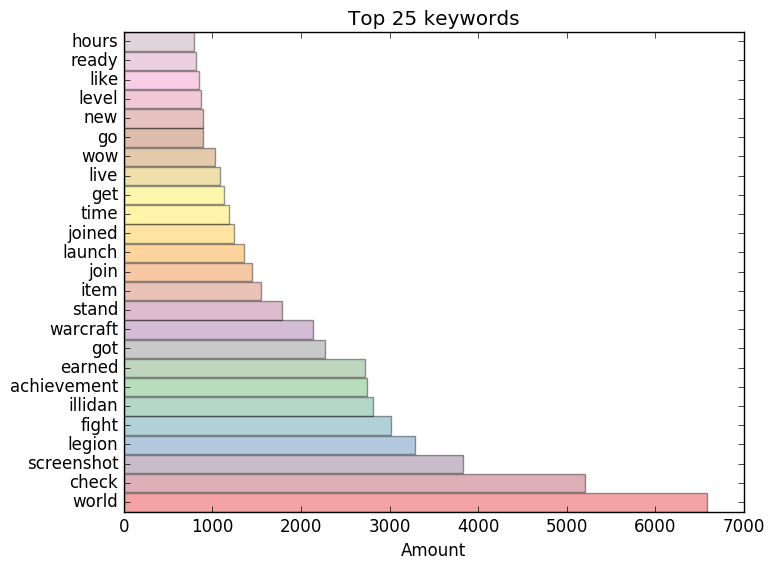 Top 25 keywords
hours
ready
like
level
new
go
wow
live
get
time
joined
launch
join
item
stand
warcraft
got
earned
achievement
illidan
fight
legion
screenshot
check
world
0 1000 2000 3000 4000 5000 6000 7000
Amount